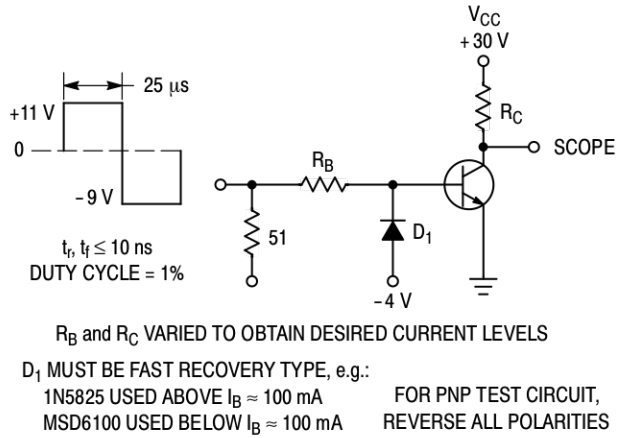 V_CC
+30 V
25 µs
+11 V
R_C
0
SCOPE
R_B
-9 V
51
D_1
t_r, t_f ≤ 10 ns
DUTY CYCLE = 1%
-4 V
R_B and R_C VARIED TO OBTAIN DESIRED CURRENT LEVELS
D_1 MUST BE FAST RECOVERY TYPE, e.g.:
1N5825 USED ABOVE I_B ≈ 100 mA
MSD6100 USED BELOW I_B ≈ 100 mA
FOR PNP TEST CIRCUIT,
REVERSE ALL POLARITIES